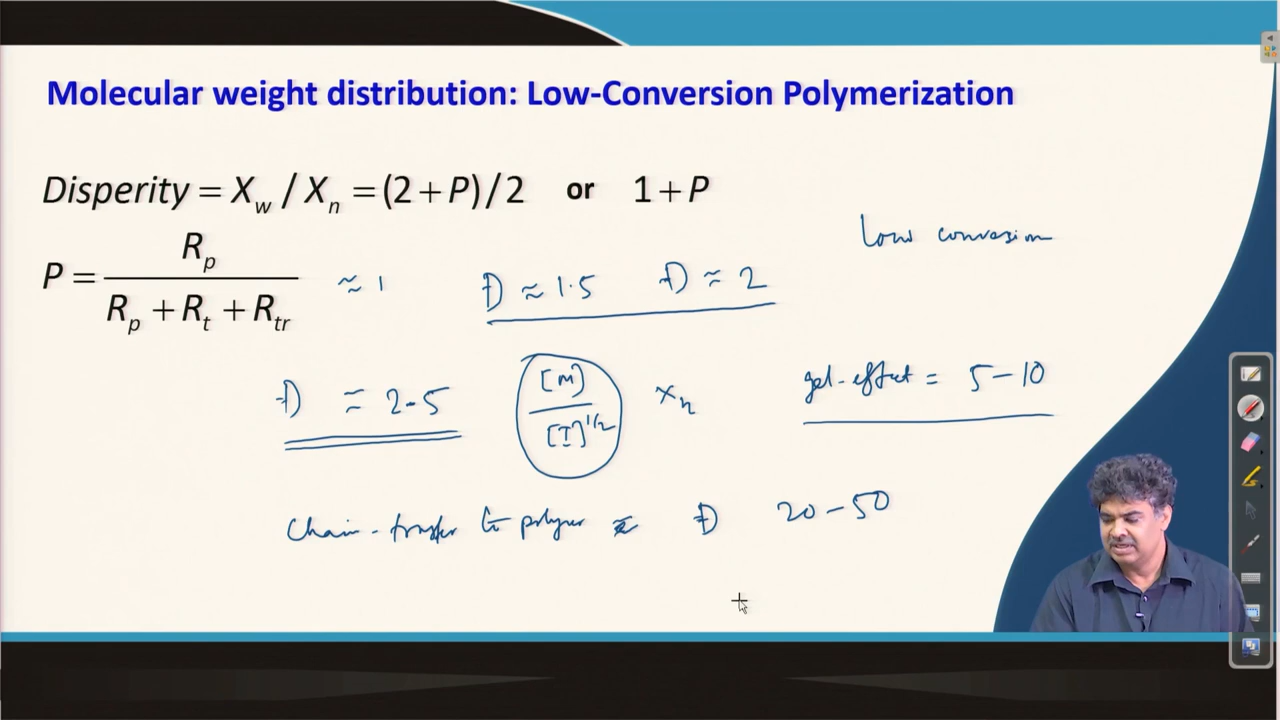 Molecular weight distribution: Low-Conversion Polymerization
Disperity = X_w / X_n = (2 + P) / 2 or 1 + P
Low conversion
P = R_p / (R_p + R_t + R_tr) ≈ 1 Đ ≈ 1.5 Đ ≈ 2
Đ ≈ 2-5 [M] / [I]^1/2 x_n gel-effect = 5-10
Chain-transfer to polymer Đ 20-50